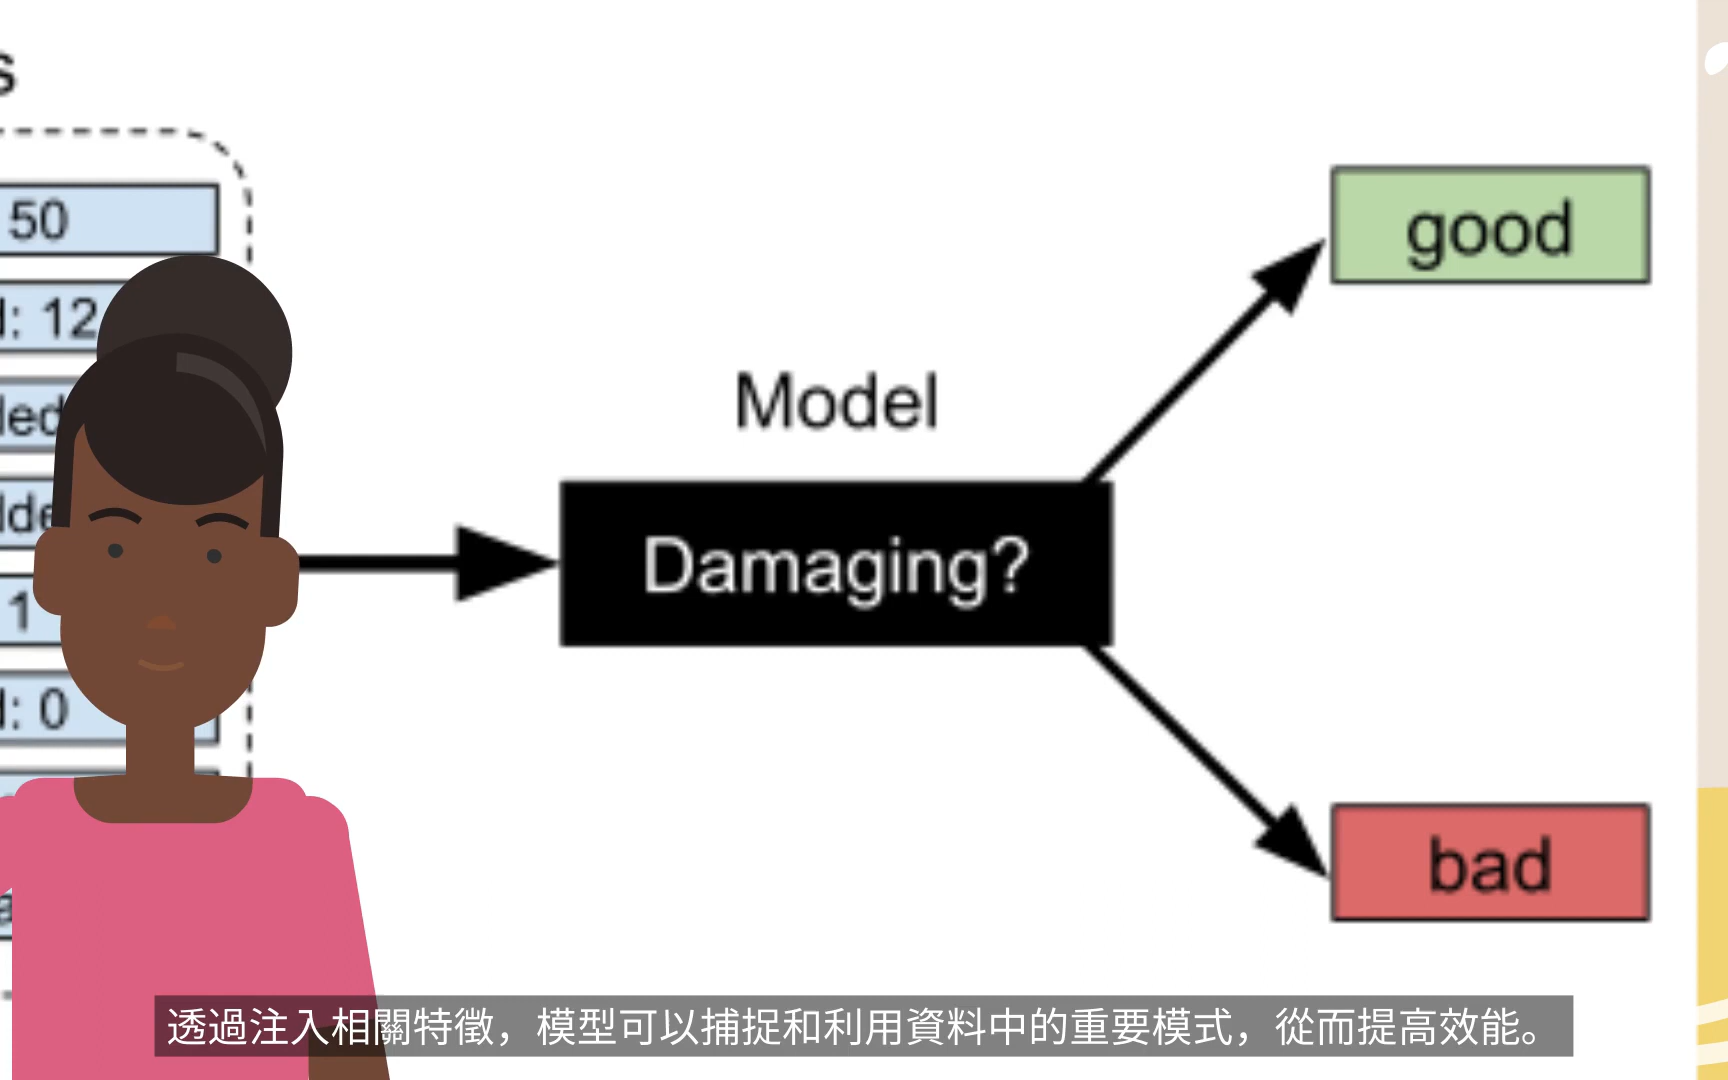 s
50
d: 12
ded
1
d: 0
Model
Damaging?
good
bad
透過注入相關特徵，模型可以捕捉和利用資料中的重要模式，從而提高效能。